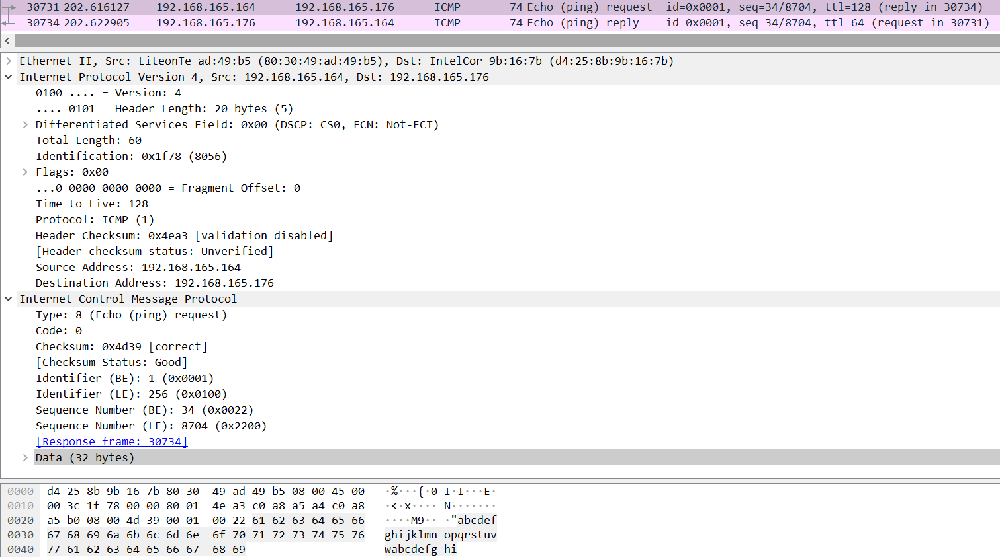 30731 202.616127 192.168.165.164 192.168.165.176 ICMP 74 Echo (ping) request id=0x0001, seq=34/8704, ttl=128 (reply in 30734)
30734 202.622905 192.168.165.176 192.168.165.164 ICMP 74 Echo (ping) reply id=0x0001, seq=34/8704, ttl=64 (request in 30731)
Ethernet II, Src: LiteonTe_ad:49:b5 (80:30:49:ad:49:b5), Dst: IntelCor_9b:16:7b (d4:25:8b:9b:16:7b)
Internet Protocol Version 4, Src: 192.168.165.164, Dst: 192.168.165.176
0100 .... = Version: 4
.... 0101 = Header Length: 20 bytes (5)
Differentiated Services Field: 0x00 (DSCP: CS0, ECN: Not-ECT)
Total Length: 60
Identification: 0x1f78 (8056)
Flags: 0x00
...0 0000 0000 0000 = Fragment Offset: 0
Time to Live: 128
Protocol: ICMP (1)
Header Checksum: 0x4ea3 [validation disabled]
[Header checksum status: Unverified]
Source Address: 192.168.165.164
Destination Address: 192.168.165.176
Internet Control Message Protocol
Type: 8 (Echo (ping) request)
Code: 0
Checksum: 0x4d39 [correct]
[Checksum Status: Good]
Identifier (BE): 1 (0x0001)
Identifier (LE): 256 (0x0100)
Sequence Number (BE): 34 (0x0022)
Sequence Number (LE): 8704 (0x2200)
[Response frame: 30734]
Data (32 bytes)
0000 d4 25 8b 9b 16 7b 80 30 49 ad 49 b5 08 00 45 00 ·%···{·0 I·I···E·
0010 00 3c 1f 78 00 00 80 01 4e a3 c0 a8 a5 a4 c0 a8 ·<·x···· N·······
0020 a5 b0 08 00 4d 39 00 01 00 22 61 62 63 64 65 66 ····M9·· ·"abcdef
0030 67 68 69 6a 6b 6c 6d 6e 6f 70 71 72 73 74 75 76 ghijklmn opqrstuv
0040 77 61 62 63 64 65 66 67 68 69 wabcdefg hi